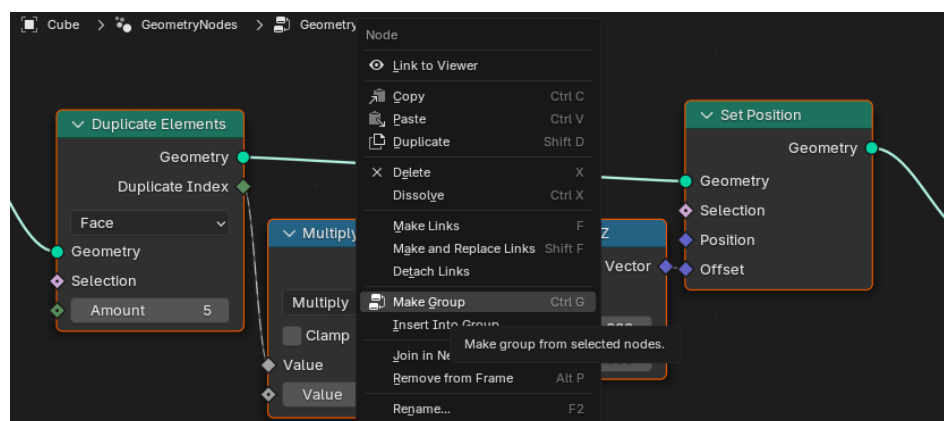 Cube > GeometryNodes > Geometry
Duplicate Elements
Geometry
Duplicate Index
Face
Geometry
Selection
Amount 5
Multiply
Multiply
Clamp
Value
Value
Node
Link to Viewer
Copy Ctrl C
Paste Ctrl V
Duplicate Shift D
Delete X
Dissolve Ctrl X
Make Links F
Make and Replace Links Shift F
Detach Links
Make Group Ctrl G
Insert Into Group
Make group from selected nodes.
Join in Ne
Remove from Frame Alt P
Rename... F2
Z
Vector
Set Position
Geometry
Geometry
Selection
Position
Offset